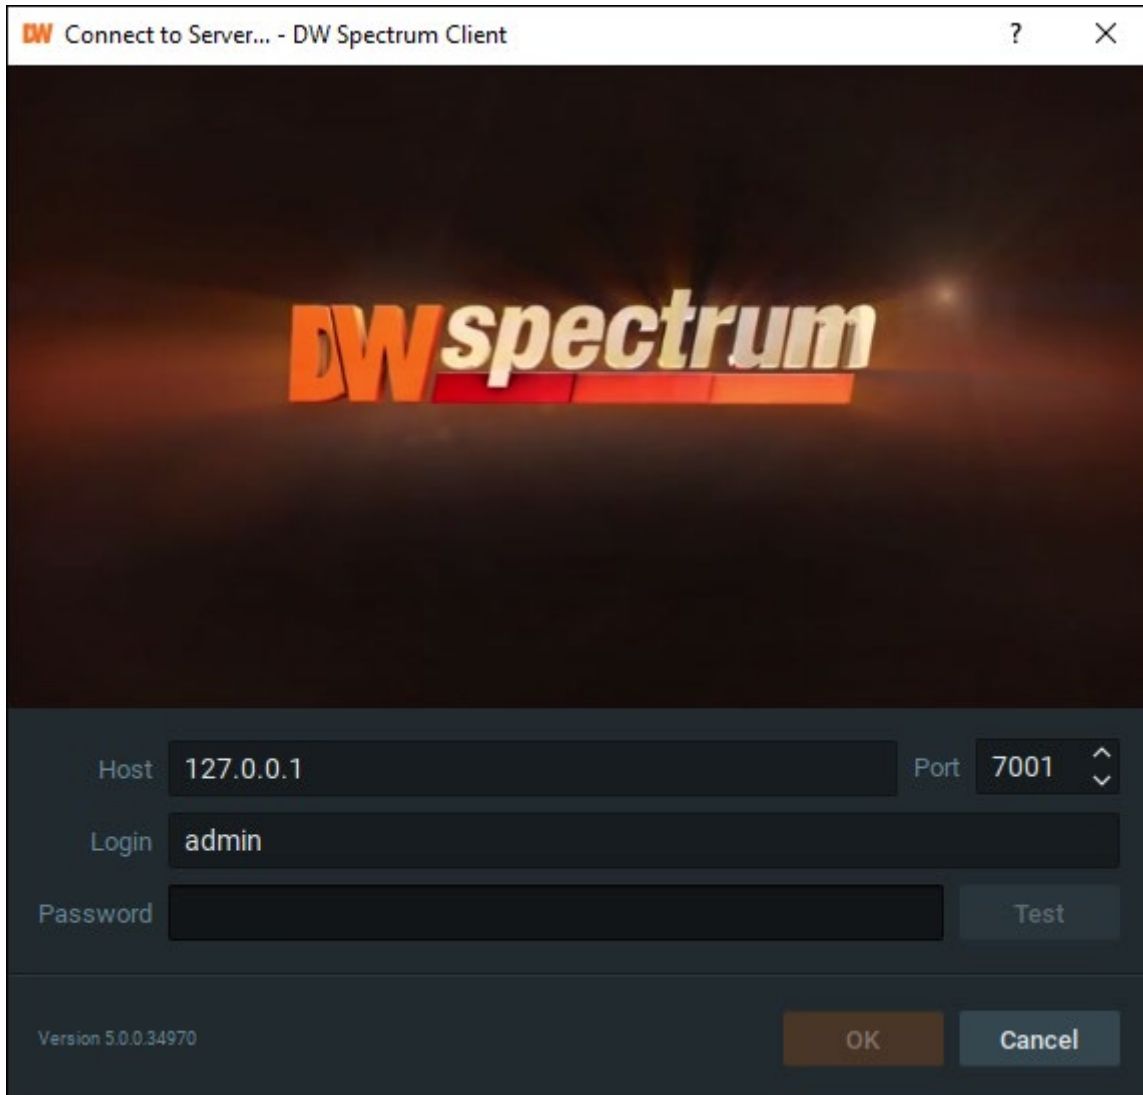 DW Connect to Server... - DW Spectrum Client ?
DW spectrum
Host 127.0.0.1 Port 7001
Login admin
Password Test
Version 5.0.0.34970 OK Cancel